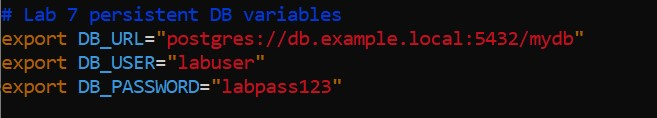 # Lab 7 persistent DB variables
export DB_URL="postgres://db.example.local:5432/mydb"
export DB_USER="labuser"
export DB_PASSWORD="labpass123"